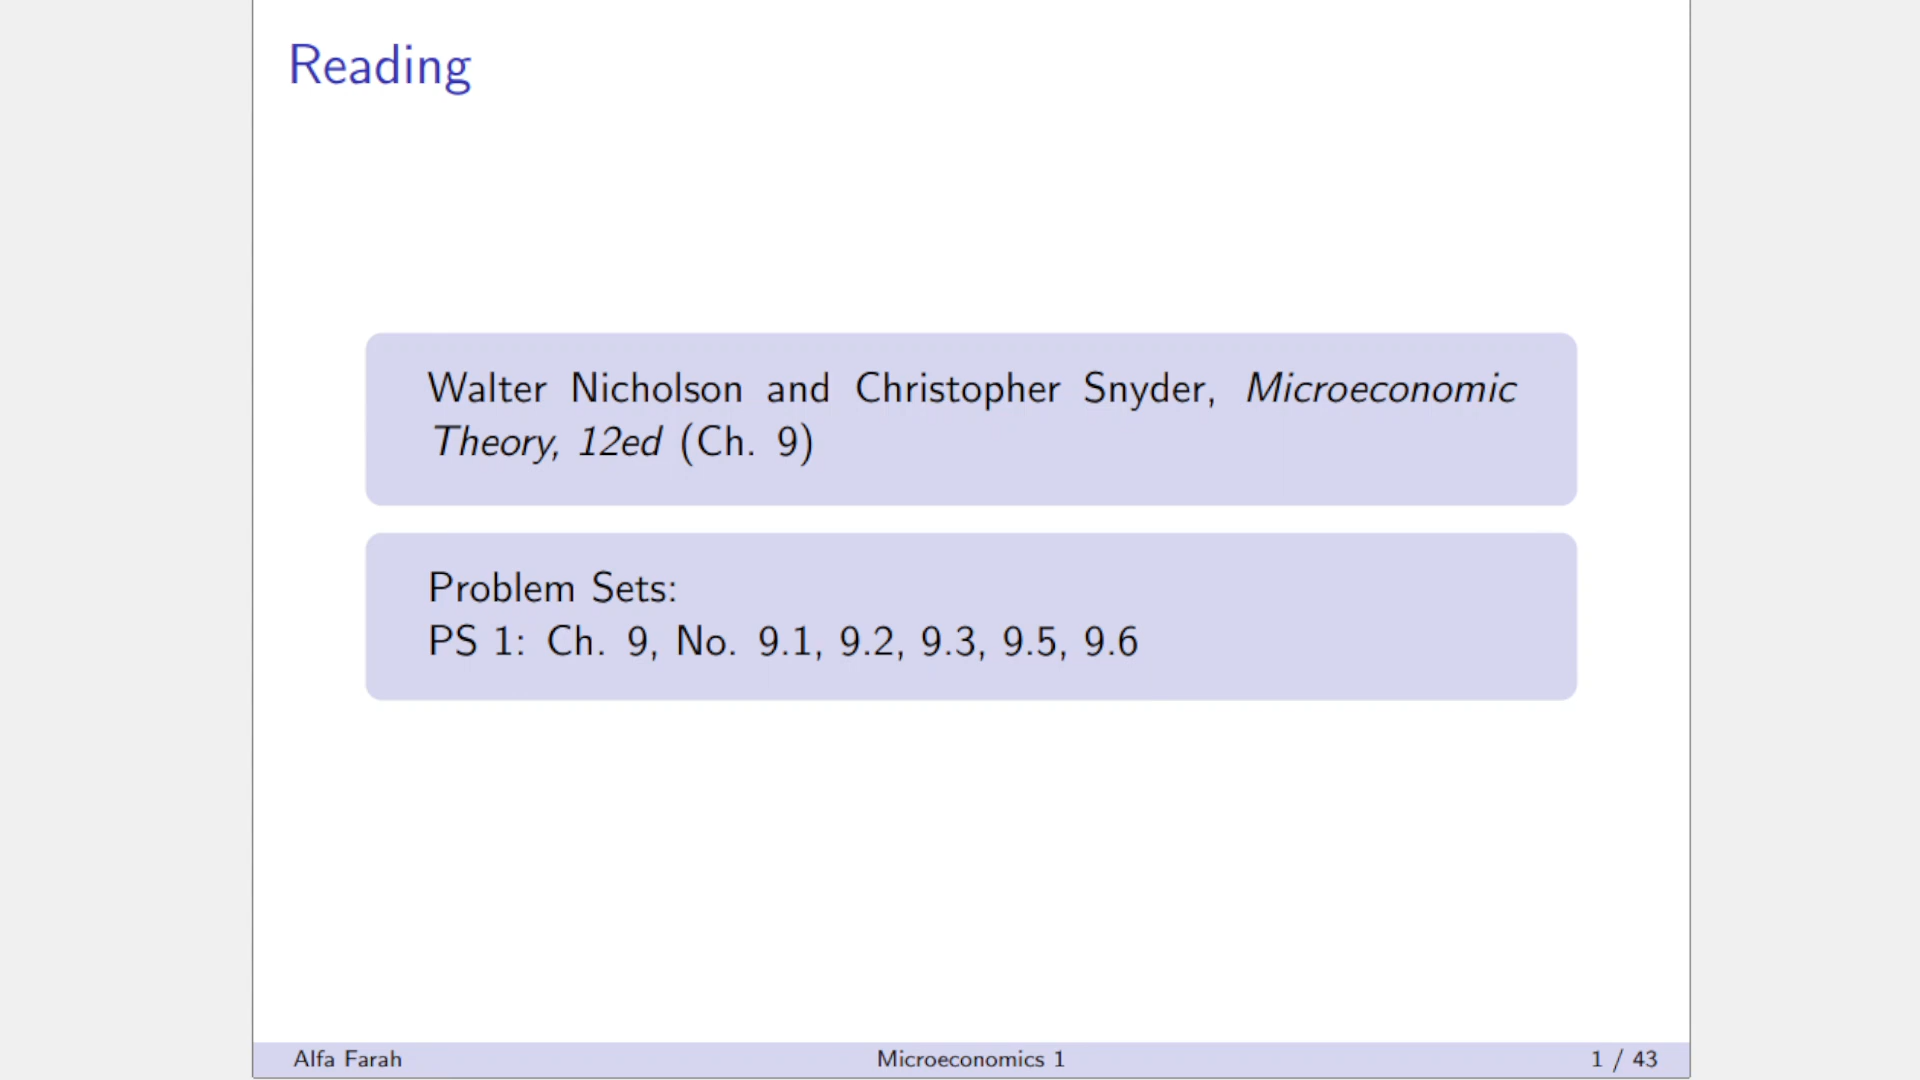 Reading
Walter Nicholson and Christopher Snyder, Microeconomic
Theory, 12ed (Ch. 9)
Problem Sets:
PS 1: Ch. 9, No. 9.1, 9.2, 9.3, 9.5, 9.6
Alfa Farah
Microeconomics 1
1 / 43